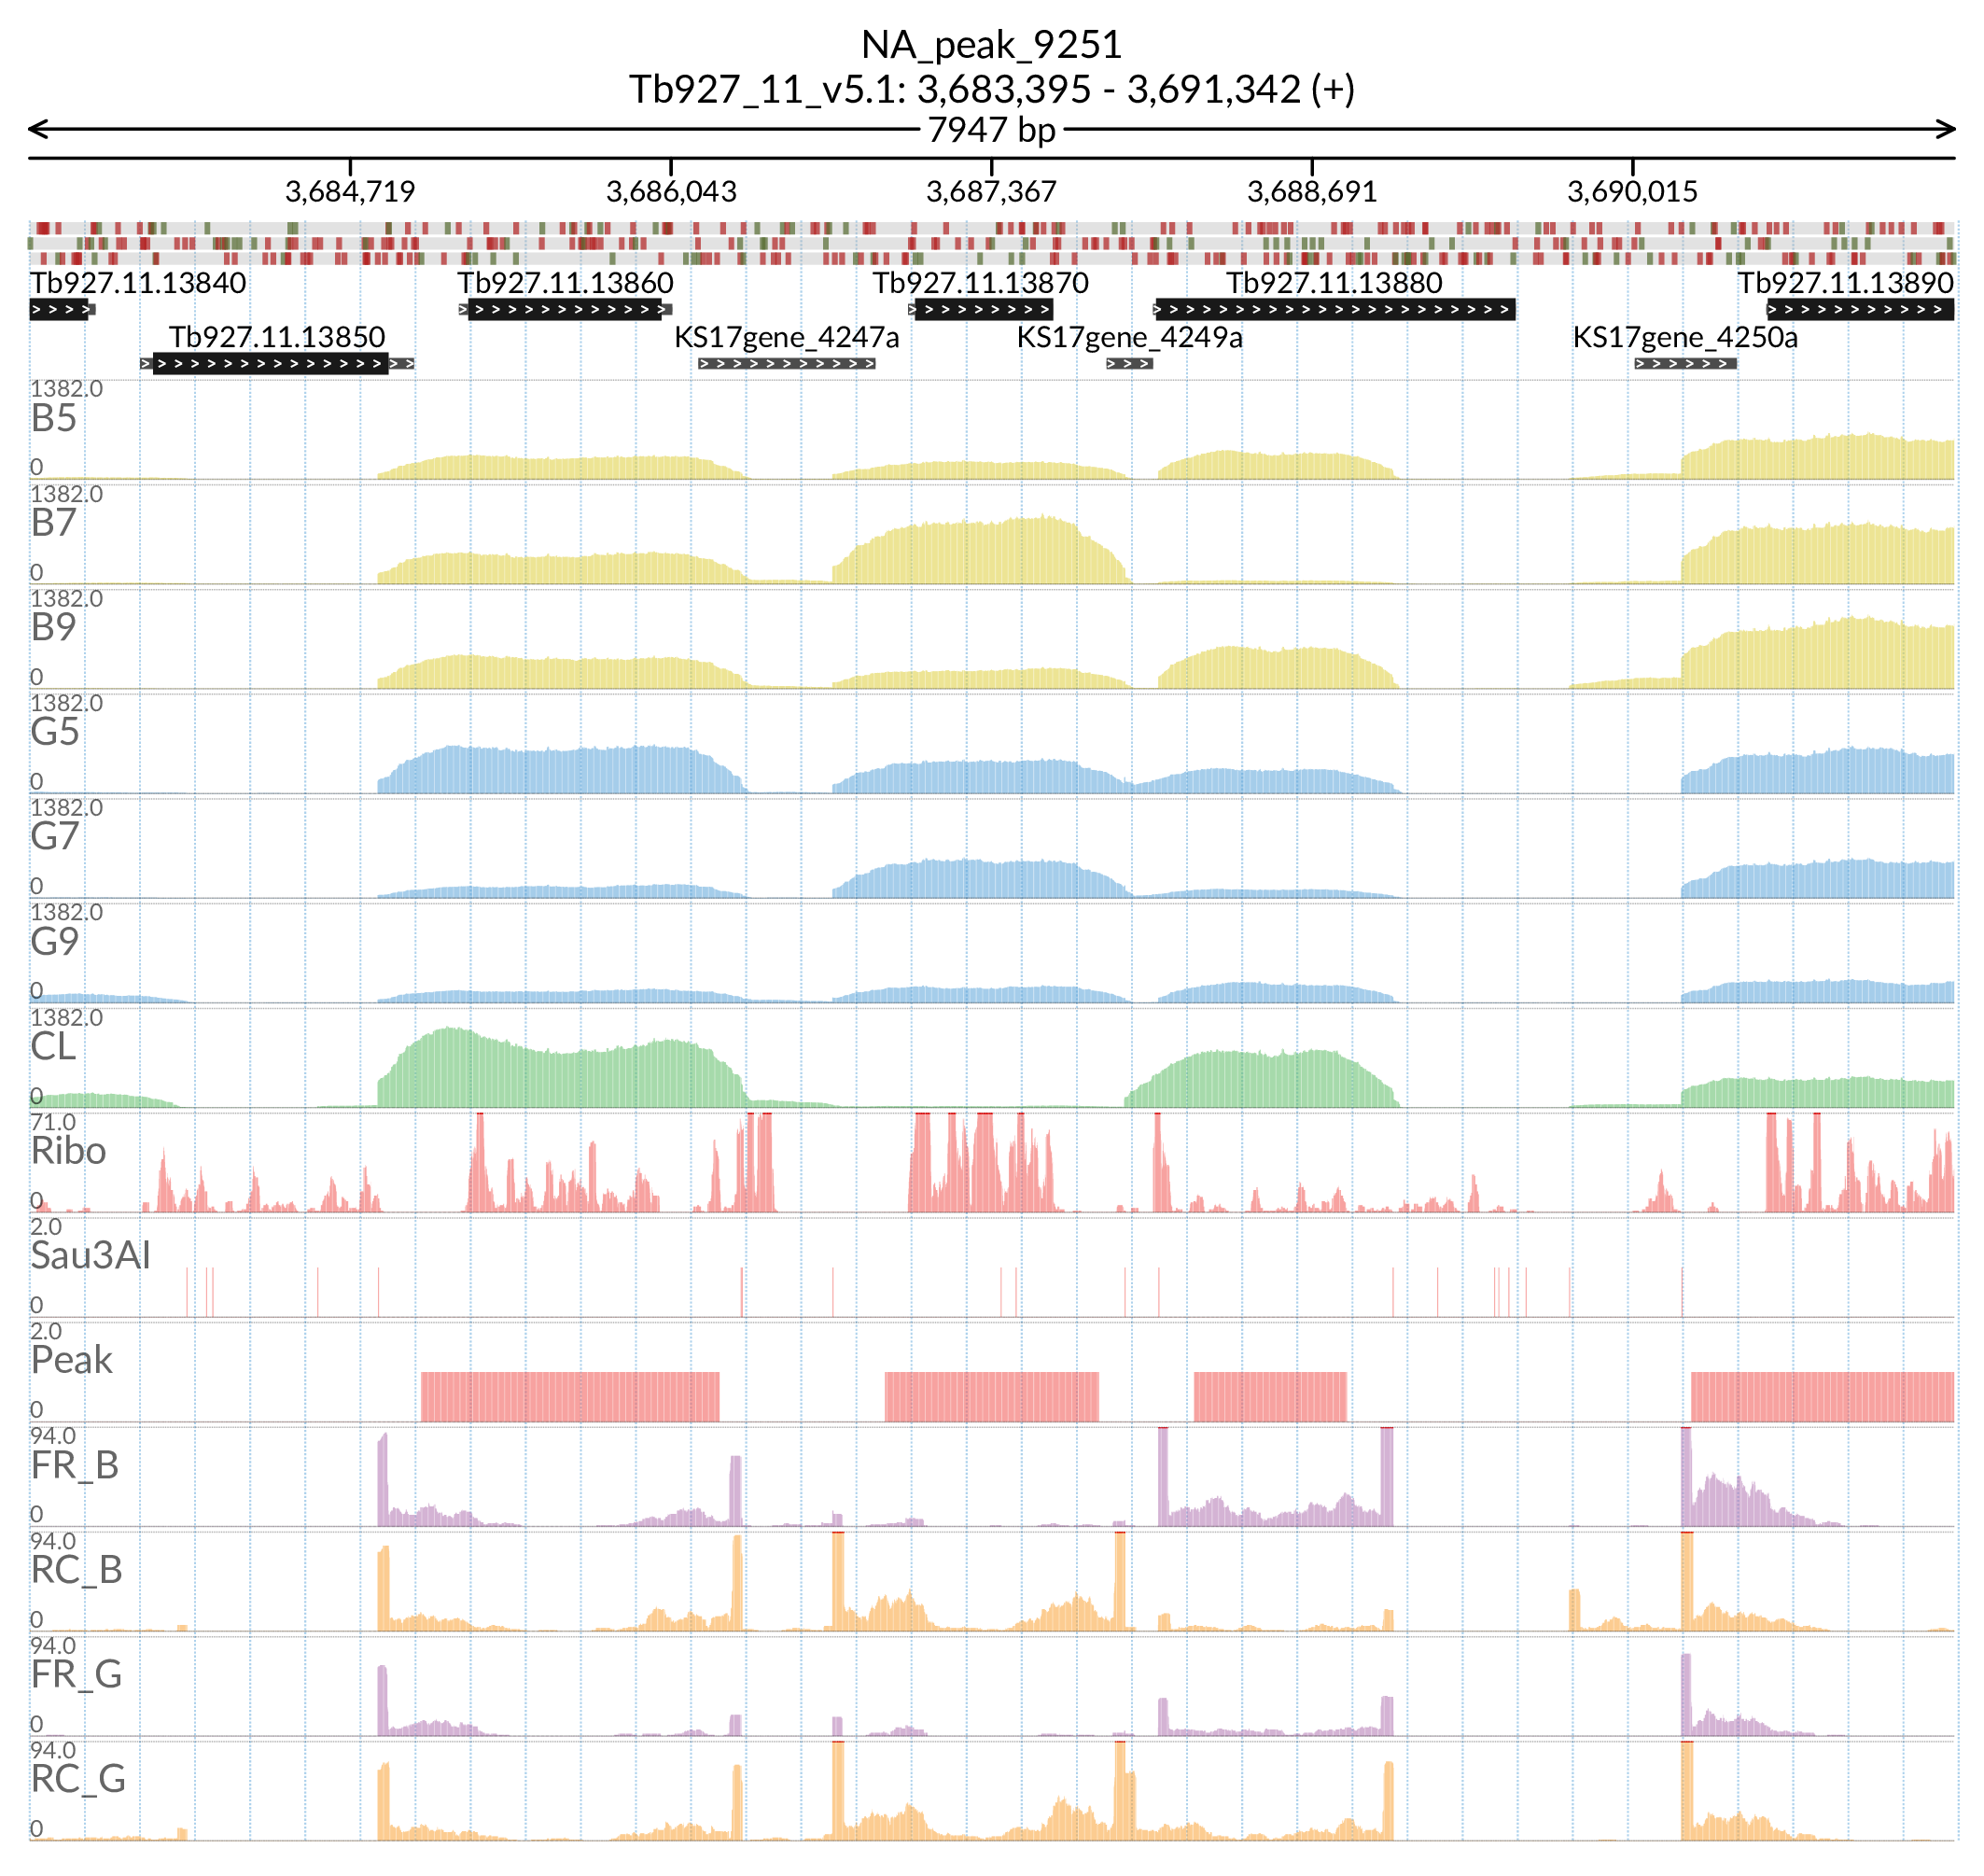 NA_peak_9251
Tb927_11_v5.1: 3,683,395 - 3,691,342 (+)
7947 bp
3,684,719 3,686,043 3,687,367 3,688,691 3,690,015
Tb927.11.13840 Tb927.11.13860 Tb927.11.13870 Tb927.11.13880 Tb927.11.13890
Tb927.11.13850 KS17gene_4247a KS17gene_4249a KS17gene_4250a
1382.0
B5
0
1382.0
B7
0
1382.0
B9
0
1382.0
G5
0
1382.0
G7
0
1382.0
G9
0
1382.0
CL
0
71.0
Ribo
0
2.0
Sau3AI
0
2.0
Peak
0
94.0
FR_B
0
94.0
RC_B
0
94.0
FR_G
0
94.0
RC_G
0